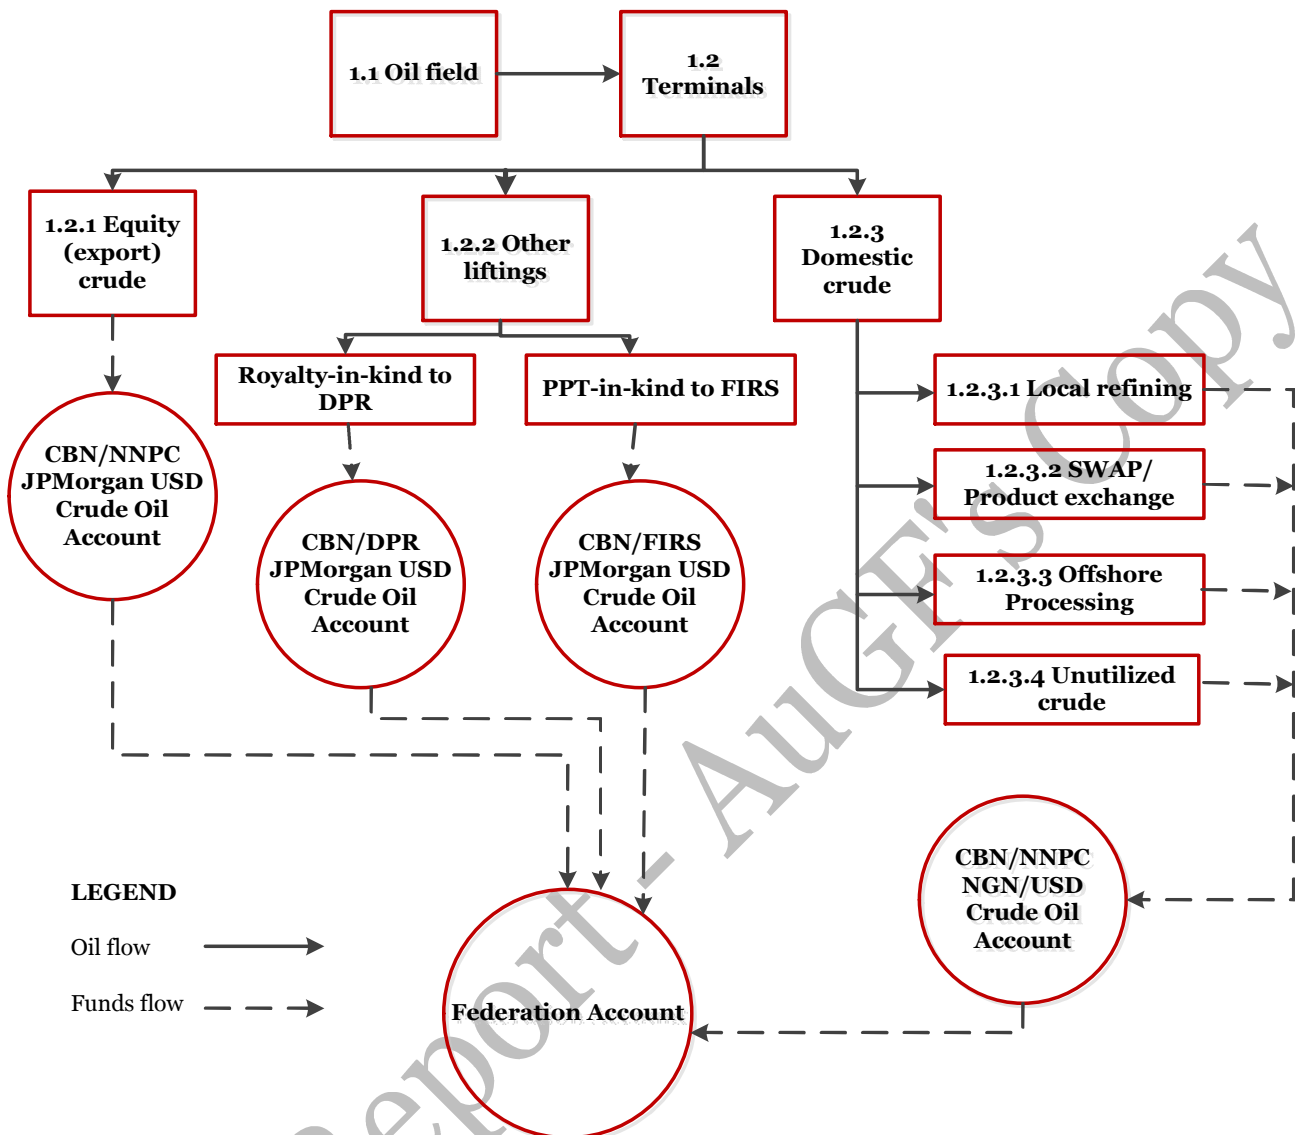 1.1 Oil field
1.2
Terminals
1.2.1 Equity
(export)
crude
1.2.2 Other
liftings
1.2.3
Domestic
crude
Royalty-in-kind to
DPR
PPT-in-kind to FIRS
1.2.3.1 Local refining
1.2.3.2 SWAP/
Product exchange
1.2.3.3 Offshore
Processing
1.2.3.4 Unutilized
crude
CBN/NNPC
JPMorgan USD
Crude Oil
Account
CBN/DPR
JPMorgan USD
Crude Oil
Account
CBN/FIRS
JPMorgan USD
Crude Oil
Account
CBN/NNPC
NGN/USD
Crude Oil
Account
LEGEND
Oil flow
Funds flow
Federation Account
Report - AuGF's Copy